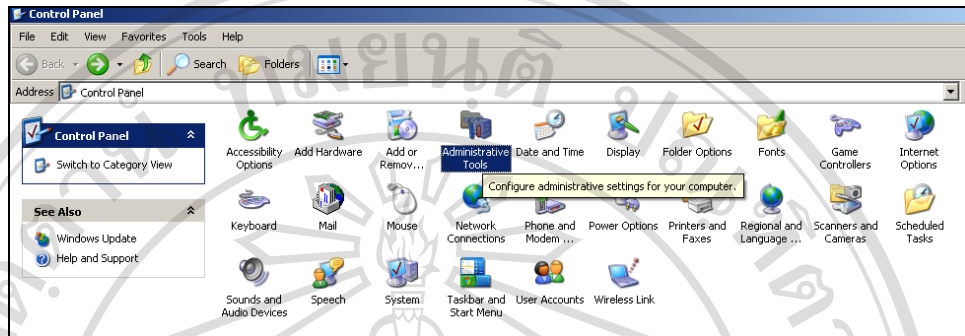 Control Panel
File Edit View Favorites Tools Help
Back Search Folders
Address Control Panel
Control Panel
Switch to Category View
See Also
Windows Update
Help and Support
Accessibility Options
Add Hardware
Add or Remov...
Administrative Tools
Date and Time
Display
Folder Options
Fonts
Game Controllers
Internet Options
Configure administrative settings for your computer.
Keyboard
Mail
Mouse
Network Connections
Phone and Modem ...
Power Options
Printers and Faxes
Regional and Language ...
Scanners and Cameras
Scheduled Tasks
Sounds and Audio Devices
Speech
System
Taskbar and Start Menu
User Accounts
Wireless Link